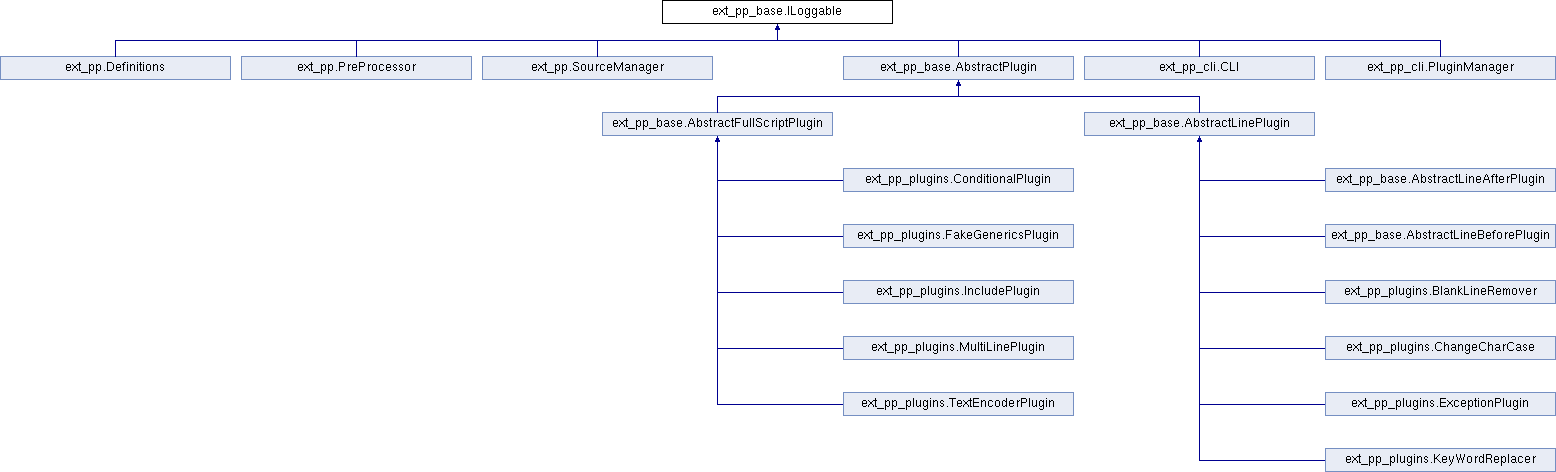 ext_pp_base.ILoggable
ext_pp.Definitions
ext_pp.PreProcessor
ext_pp.SourceManager
ext_pp_base.AbstractPlugin
ext_pp_cli.CLI
ext_pp_cli.PluginManager
ext_pp_base.AbstractFullScriptPlugin
ext_pp_base.AbstractLinePlugin
ext_pp_plugins.ConditionalPlugin
ext_pp_base.AbstractLineAfterPlugin
ext_pp_plugins.FakeGenericsPlugin
ext_pp_base.AbstractLineBeforePlugin
ext_pp_plugins.IncludePlugin
ext_pp_plugins.BlankLineRemover
ext_pp_plugins.MultiLinePlugin
ext_pp_plugins.ChangeCharCase
ext_pp_plugins.TextEncoderPlugin
ext_pp_plugins.ExceptionPlugin
ext_pp_plugins.KeyWordReplacer